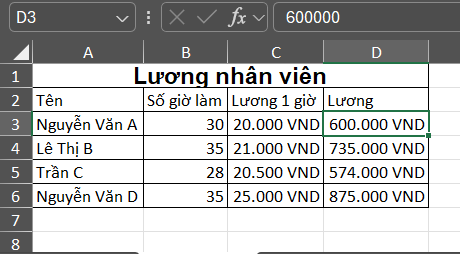 D3 fx 600000
A B C D
1 Lương nhân viên
2 Tên Số giờ làm Lương 1 giờ Lương
3 Nguyễn Văn A 30 20.000 VND 600.000 VND
4 Lê Thị B 35 21.000 VND 735.000 VND
5 Trần C 28 20.500 VND 574.000 VND
6 Nguyễn Văn D 35 25.000 VND 875.000 VND
7
8